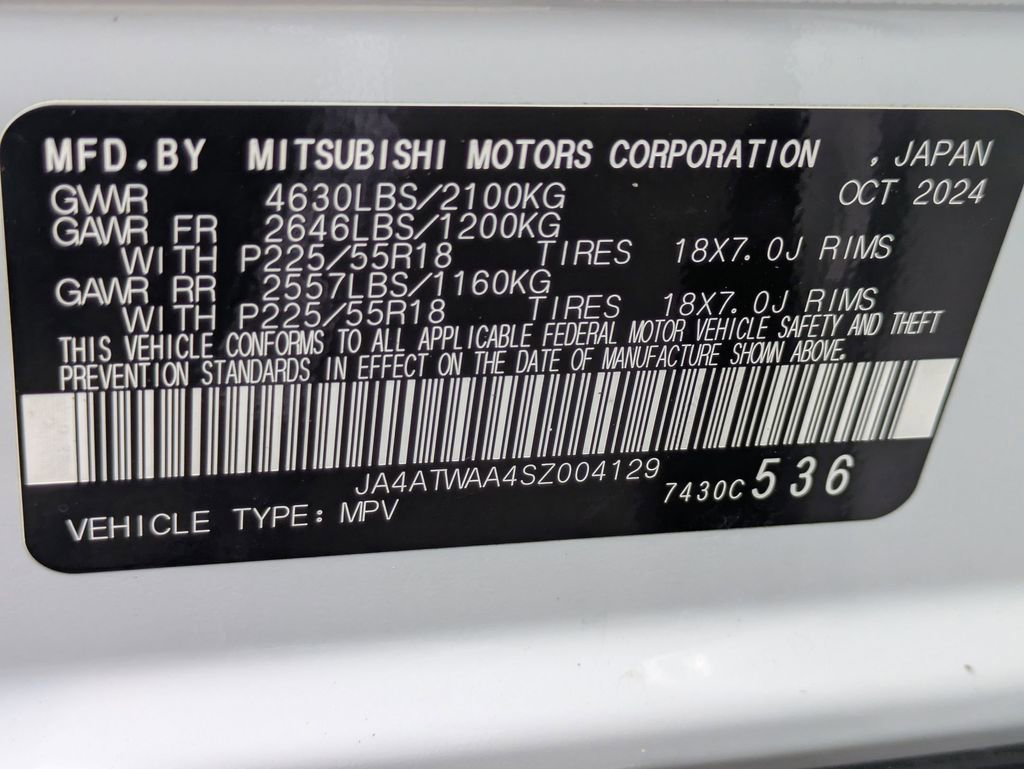 MFD.BY MITSUBISHI MOTORS CORPORATION , JAPAN
GVWR 4630LBS/2100KG OCT 2024
GAWR FR 2646LBS/1200KG
WITH P225/55R18 TIRES 18X7.0J RIMS
GAWR RR 2557LBS/1160KG
WITH P225/55R18 TIRES 18X7.0J RIMS
THIS VEHICLE CONFORMS TO ALL APPLICABLE FEDERAL MOTOR VEHICLE SAFETY AND THEFT
PREVENTION STANDARDS IN EFFECT ON THE DATE OF MANUFACTURE SHOWN ABOVE.
JA4ATWAA4SZ004129 7430C 536
VEHICLE TYPE: MPV